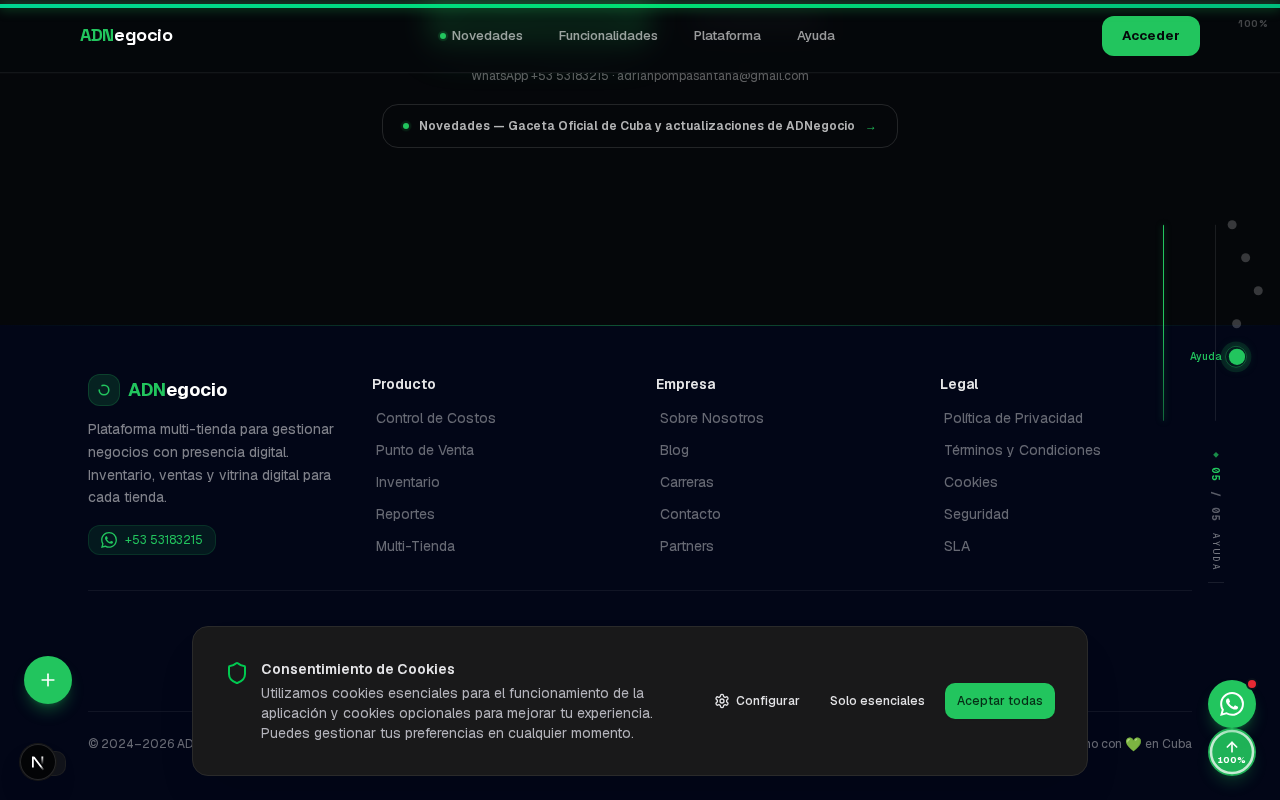 ADNegocio
Novedades
Funcionalidades
Plataforma
Ayuda
Acceder
100%
WhatsApp +53 53183215 · adrianpompasantana@gmail.com
Novedades — Gaceta Oficial de Cuba y actualizaciones de ADNegocio →
Ayuda
05 / 05 AYUDA
ADNegocio
Plataforma multi-tienda para gestionar
negocios con presencia digital.
Inventario, ventas y vitrina digital para
cada tienda.
+53 53183215
Producto
Control de Costos
Punto de Venta
Inventario
Reportes
Multi-Tienda
Empresa
Sobre Nosotros
Blog
Carreras
Contacto
Partners
Legal
Política de Privacidad
Términos y Condiciones
Cookies
Seguridad
SLA
Consentimiento de Cookies
Utilizamos cookies esenciales para el funcionamiento de la
aplicación y cookies opcionales para mejorar tu experiencia.
Puedes gestionar tus preferencias en cualquier momento.
Configurar
Solo esenciales
Aceptar todas
© 2024–2026 AD
con 💚 en Cuba
100%